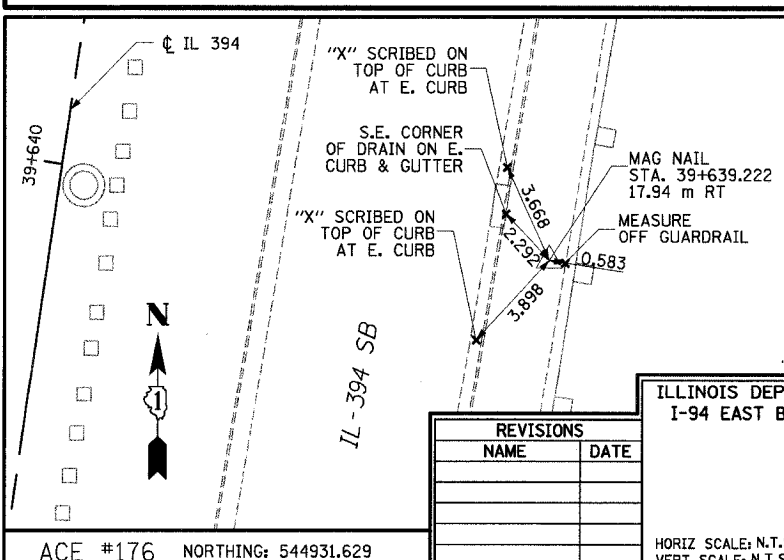 ℄ IL 394
39+640
"X" SCRIBED ON
TOP OF CURB
AT E. CURB
S.E. CORNER
OF DRAIN ON E.
CURB & GUTTER
"X" SCRIBED ON
TOP OF CURB
AT E. CURB
3.668
2.292
3.898
0.583
MAG NAIL
STA. 39+639.222
17.94 m RT
MEASURE
OFF GUARDRAIL
N
1
IL-394 SB
REVISIONS
NAME DATE
ILLINOIS DEP
I-94 EAST B
HORIZ SCALE: N.T.
VERT SCALE: N.T.S
ACE #176 NORTHING: 544931.629